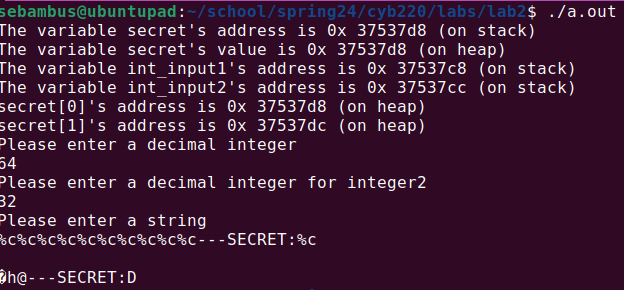 sebambus@ubuntupad:~/school/spring24/cyb220/labs/lab2$ ./a.out
The variable secret's address is 0x 37537d8 (on stack)
The variable secret's value is 0x 37537d8 (on heap)
The variable int_input1's address is 0x 37537c8 (on stack)
The variable int_input2's address is 0x 37537cc (on stack)
secret[0]'s address is 0x 37537d8 (on heap)
secret[1]'s address is 0x 37537dc (on heap)
Please enter a decimal integer
64
Please enter a decimal integer for integer2
32
Please enter a string
%c%c%c%c%c%c%c%c%c%c%c---SECRET:%c
�h@---SECRET:D